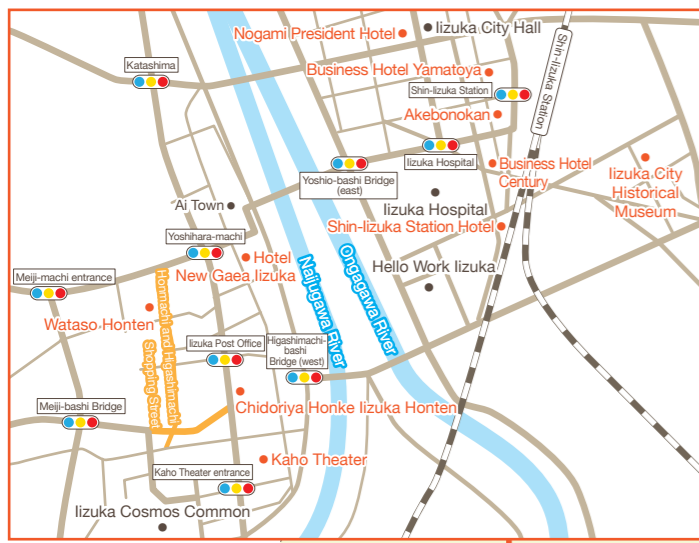 Nogami President Hotel
Iizuka City Hall
Katashima
Business Hotel Yamatoya
Shin-Iizuka Station
Shin-Iizuka Station
Akebonokan
Iizuka Hospital
Yoshio-bashi Bridge
(east)
Business Hotel
Century
Iizuka City
Historical
Museum
Ai Town
Iizuka Hospital
Shin-Iizuka Station Hotel
Yoshihara-machi
Hotel
New Gaea Iizuka
Naijugawa River
Ongagawa River
Hello Work Iizuka
Meiji-machi entrance
Honmachi and Higashimachi
Shopping Street
Wataso Honten
Iizuka Post Office
Higashimachi-
bashi
Bridge (west)
Meiji-bashi Bridge
Chidoriya Honke Iizuka Honten
Kaho Theater
Kaho Theater entrance
Iizuka Cosmos Common